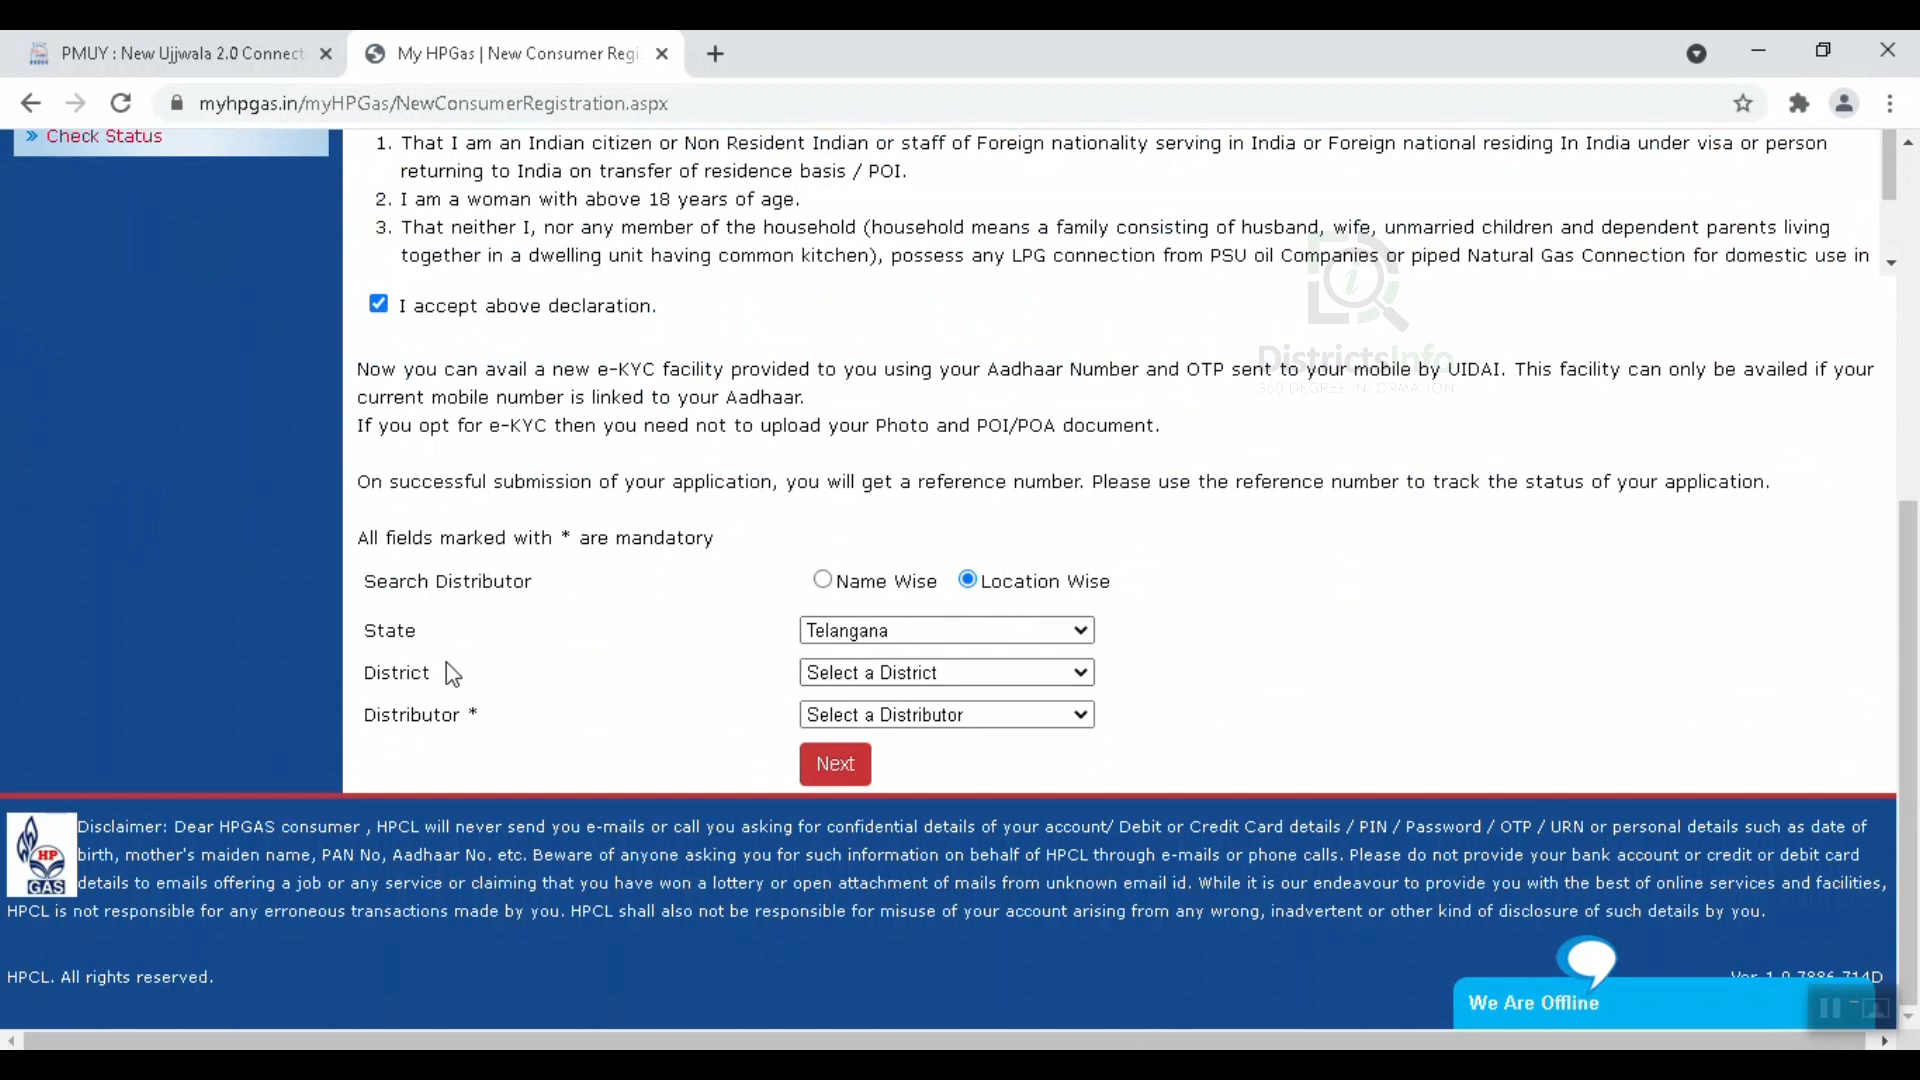 PMUY : New Ujjwala 2.0 Connect
My HPGas | New Consumer Regi
myhpgas.in/myHPGas/NewConsumerRegistration.aspx
» Check Status
1. That I am an Indian citizen or Non Resident Indian or staff of Foreign nationality serving in India or Foreign national residing In India under visa or person
returning to India on transfer of residence basis / POI.
2. I am a woman with above 18 years of age.
3. That neither I, nor any member of the household (household means a family consisting of husband, wife, unmarried children and dependent parents living
together in a dwelling unit having common kitchen), possess any LPG connection from PSU oil Companies or piped Natural Gas Connection for domestic use in
I accept above declaration.
DistrictsInfo
360 DEGREE INFORMATION
Now you can avail a new e-KYC facility provided to you using your Aadhaar Number and OTP sent to your mobile by UIDAI. This facility can only be availed if your
current mobile number is linked to your Aadhaar.
If you opt for e-KYC then you need not to upload your Photo and POI/POA document.
On successful submission of your application, you will get a reference number. Please use the reference number to track the status of your application.
All fields marked with * are mandatory
Search Distributor Name Wise Location Wise
State Telangana
District Select a District
Distributor * Select a Distributor
Next
HP
GAS
Disclaimer: Dear HPGAS consumer , HPCL will never send you e-mails or call you asking for confidential details of your account/ Debit or Credit Card details / PIN / Password / OTP / URN or personal details such as date of
birth, mother's maiden name, PAN No, Aadhaar No. etc. Beware of anyone asking you for such information on behalf of HPCL through e-mails or phone calls. Please do not provide your bank account or credit or debit card
details to emails offering a job or any service or claiming that you have won a lottery or open attachment of mails from unknown email id. While it is our endeavour to provide you with the best of online services and facilities,
HPCL is not responsible for any erroneous transactions made by you. HPCL shall also not be responsible for misuse of your account arising from any wrong, inadvertent or other kind of disclosure of such details by you.
HPCL. All rights reserved.
Ver. 1.0.7886.714D
We Are Offline